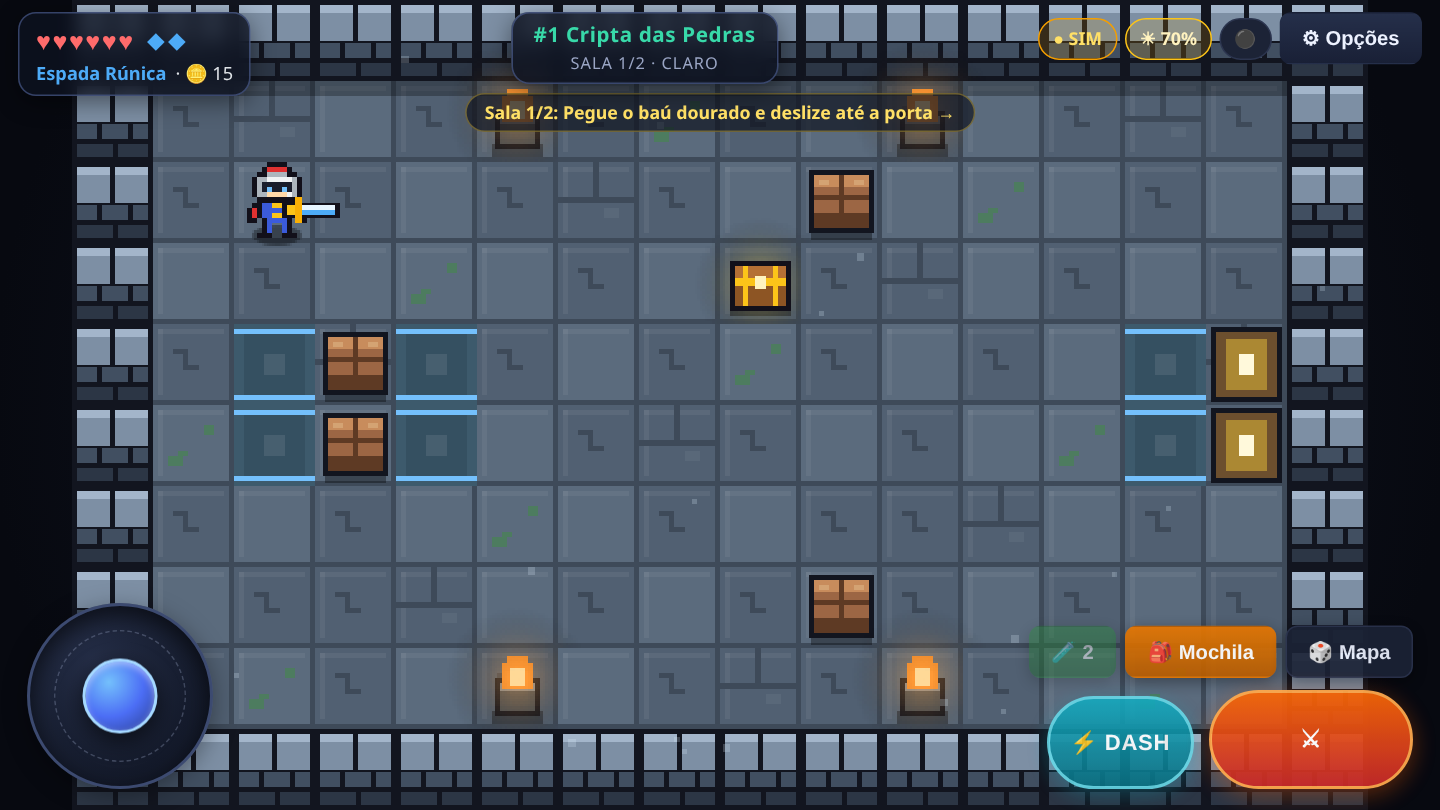 Espada Rúnica · 🪙 15
#1 Cripta das Pedras
SALA 1/2 · CLARO
● SIM
☀ 70%
⚙ Opções
Sala 1/2: Pegue o baú dourado e deslize até a porta →
🧪 2
🎒 Mochila
🎲 Mapa
⚡ DASH